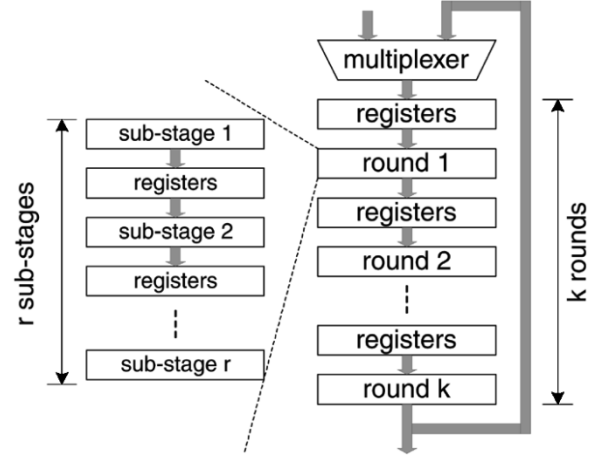 multiplexer
registers
round 1
registers
round 2
registers
round k
k rounds
r sub-stages
sub-stage 1
registers
sub-stage 2
registers
sub-stage r